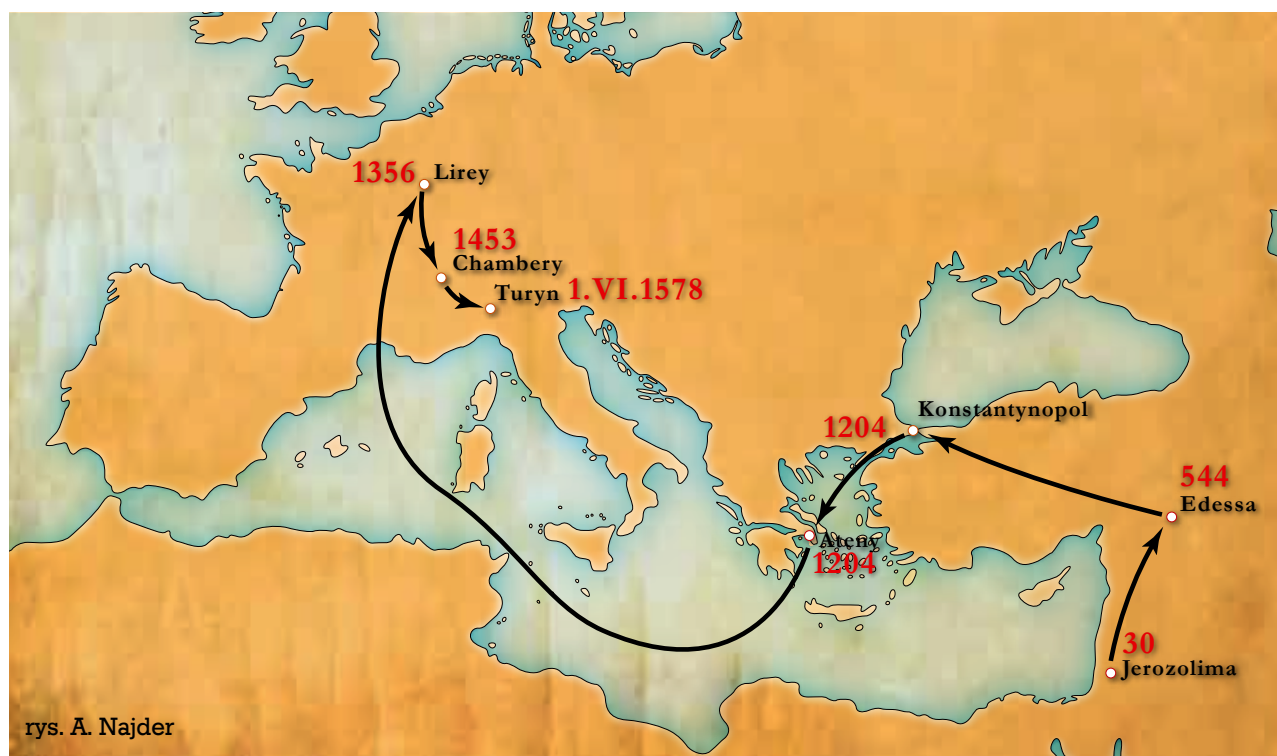 1356 Lirey
1453
Chambery
Turyn 1.VI.1578
Konstantynopol
1204
544
Edessa
Ateny
1204
30
Jerozolima
rys. A. Najder